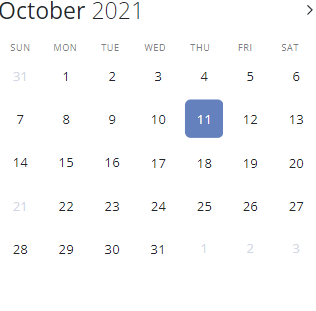 October 2021
SUN MON TUE WED THU FRI SAT
31 1 2 3 4 5 6
7 8 9 10 11 12 13
14 15 16 17 18 19 20
21 22 23 24 25 26 27
28 29 30 31 1 2 3